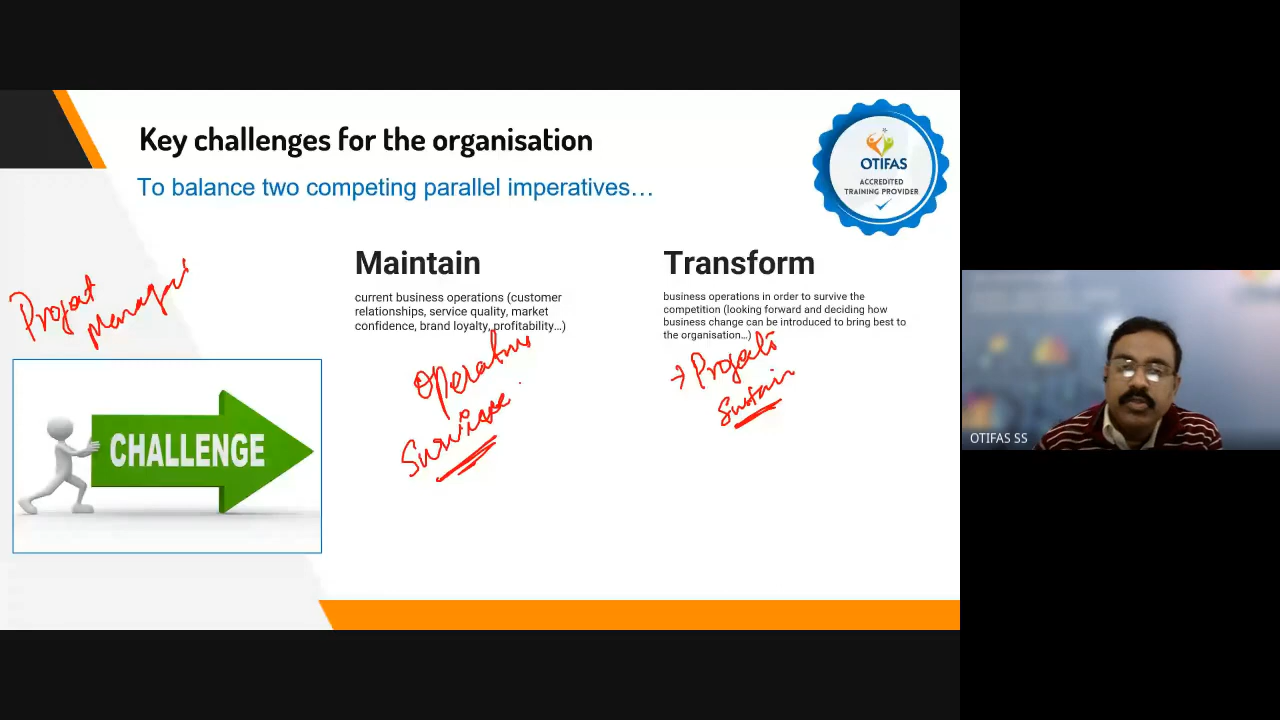 Key challenges for the organisation
To balance two competing parallel imperatives…
OTIFAS
ACCREDITED
TRAINING PROVIDER
Maintain
current business operations (customer
relationships, service quality, market
confidence, brand loyalty, profitability…)
Transform
business operations in order to survive the
competition (looking forward and deciding how
business change can be introduced to bring best to
the organisation…)
Project
→ Projects
Sustain
CHALLENGE
OTIFAS SS